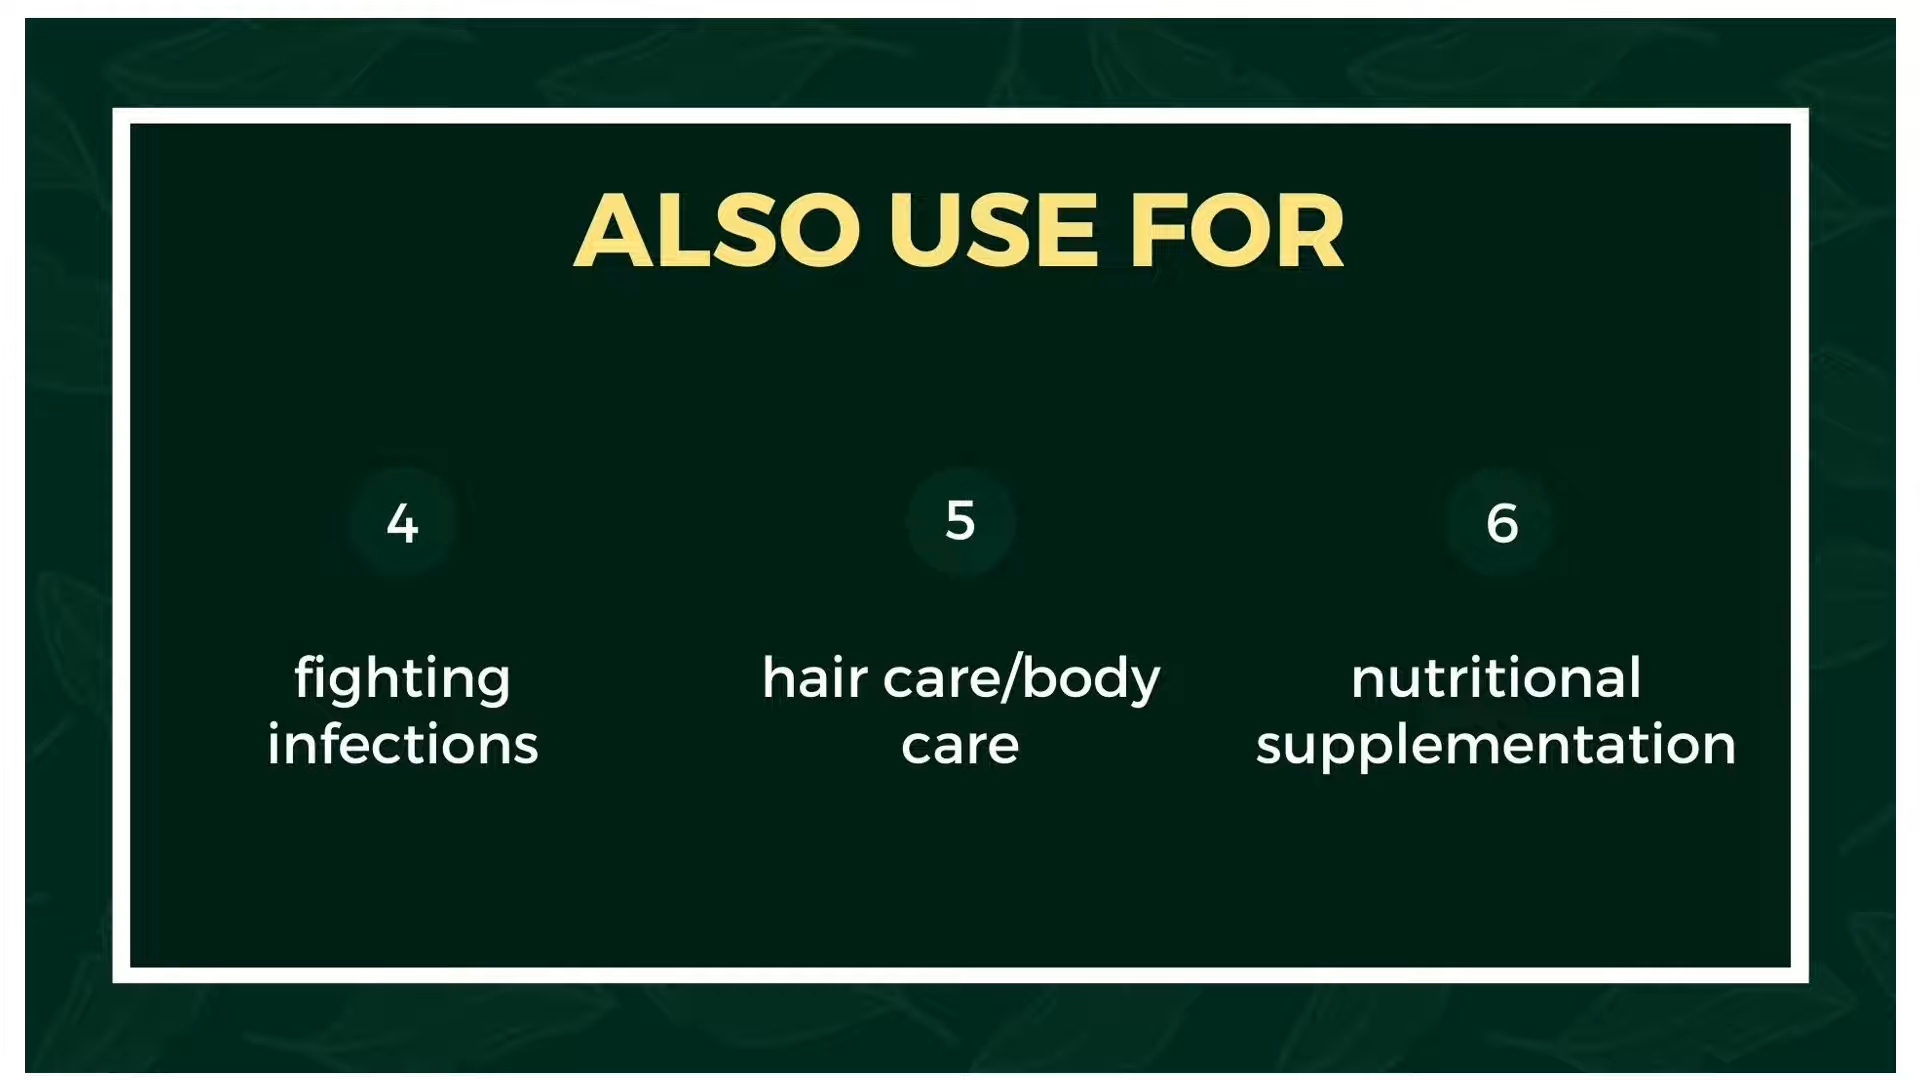 ALSO USE FOR
4
fighting
infections
5
hair care/body
care
6
nutritional
supplementation